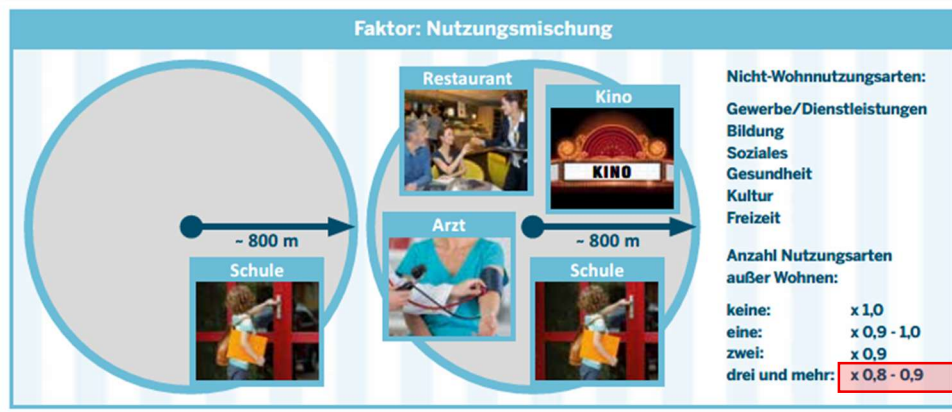 Faktor: Nutzungsmischung
~ 800 m
Schule
Restaurant
Kino
KINO
Arzt
~ 800 m
Schule
Nicht-Wohnnutzungsarten:
Gewerbe/Dienstleistungen
Bildung
Soziales
Gesundheit
Kultur
Freizeit
Anzahl Nutzungsarten
außer Wohnen:
keine: x 1,0
eine: x 0,9 - 1,0
zwei: x 0,9
drei und mehr: x 0,8 - 0,9